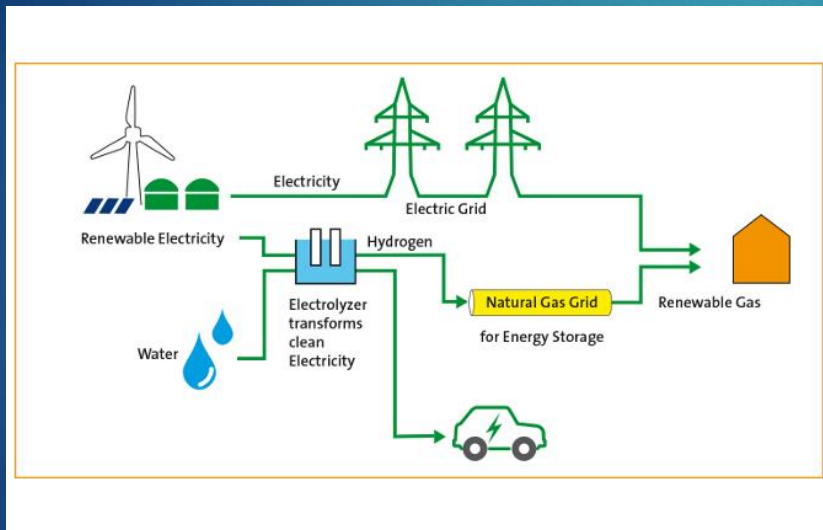 Electricity
Electric Grid
Renewable Electricity
Hydrogen
Natural Gas Grid
Renewable Gas
Electrolyzer
transforms
clean
Electricity
for Energy Storage
Water